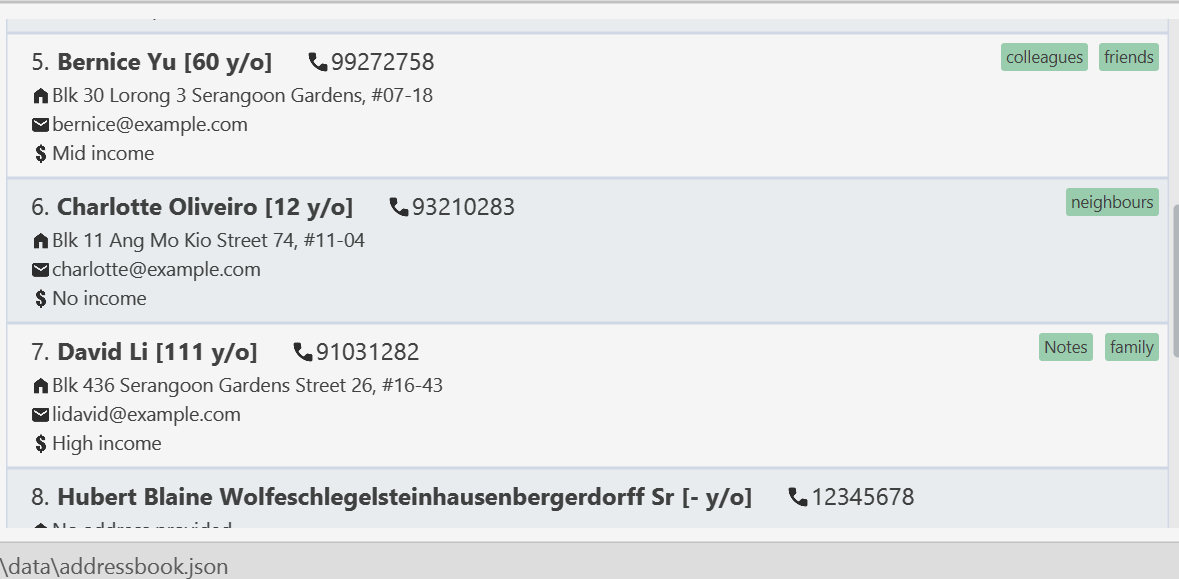 5. Bernice Yu [60 y/o] 99272758 colleagues friends
Blk 30 Lorong 3 Serangoon Gardens, #07-18
bernice@example.com
$ Mid income
6. Charlotte Oliveiro [12 y/o] 93210283 neighbours
Blk 11 Ang Mo Kio Street 74, #11-04
charlotte@example.com
$ No income
7. David Li [111 y/o] 91031282 Notes family
Blk 436 Serangoon Gardens Street 26, #16-43
lidavid@example.com
$ High income
8. Hubert Blaine Wolfeschlegelsteinhausenbergerdorff Sr [- y/o] 12345678
No address provided
\data\addressbook.json